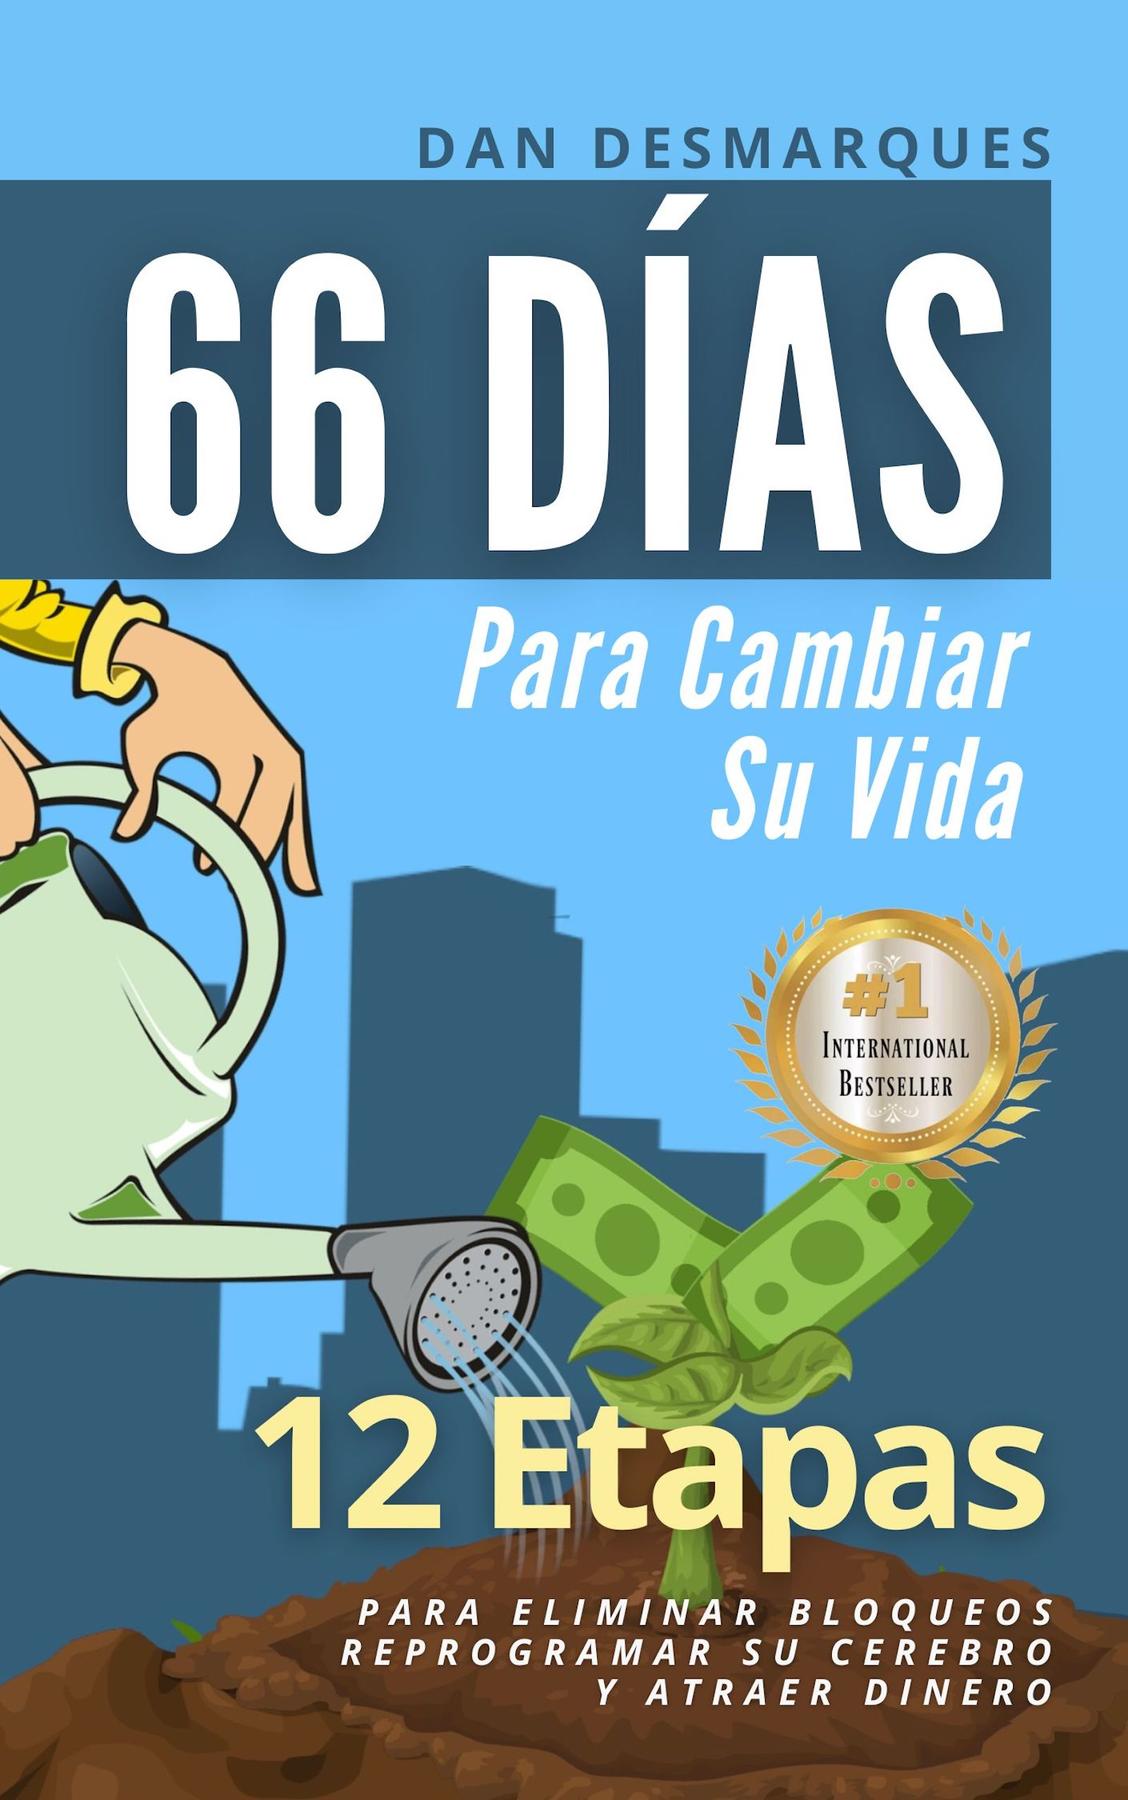 DAN DESMARQUES
66 DÍAS
Para Cambiar
Su Vida
#1
INTERNATIONAL
BESTSELLER
12 Etapas
PARA ELIMINAR BLOQUEOS
REPROGRAMAR SU CEREBRO
Y ATRAER DINERO